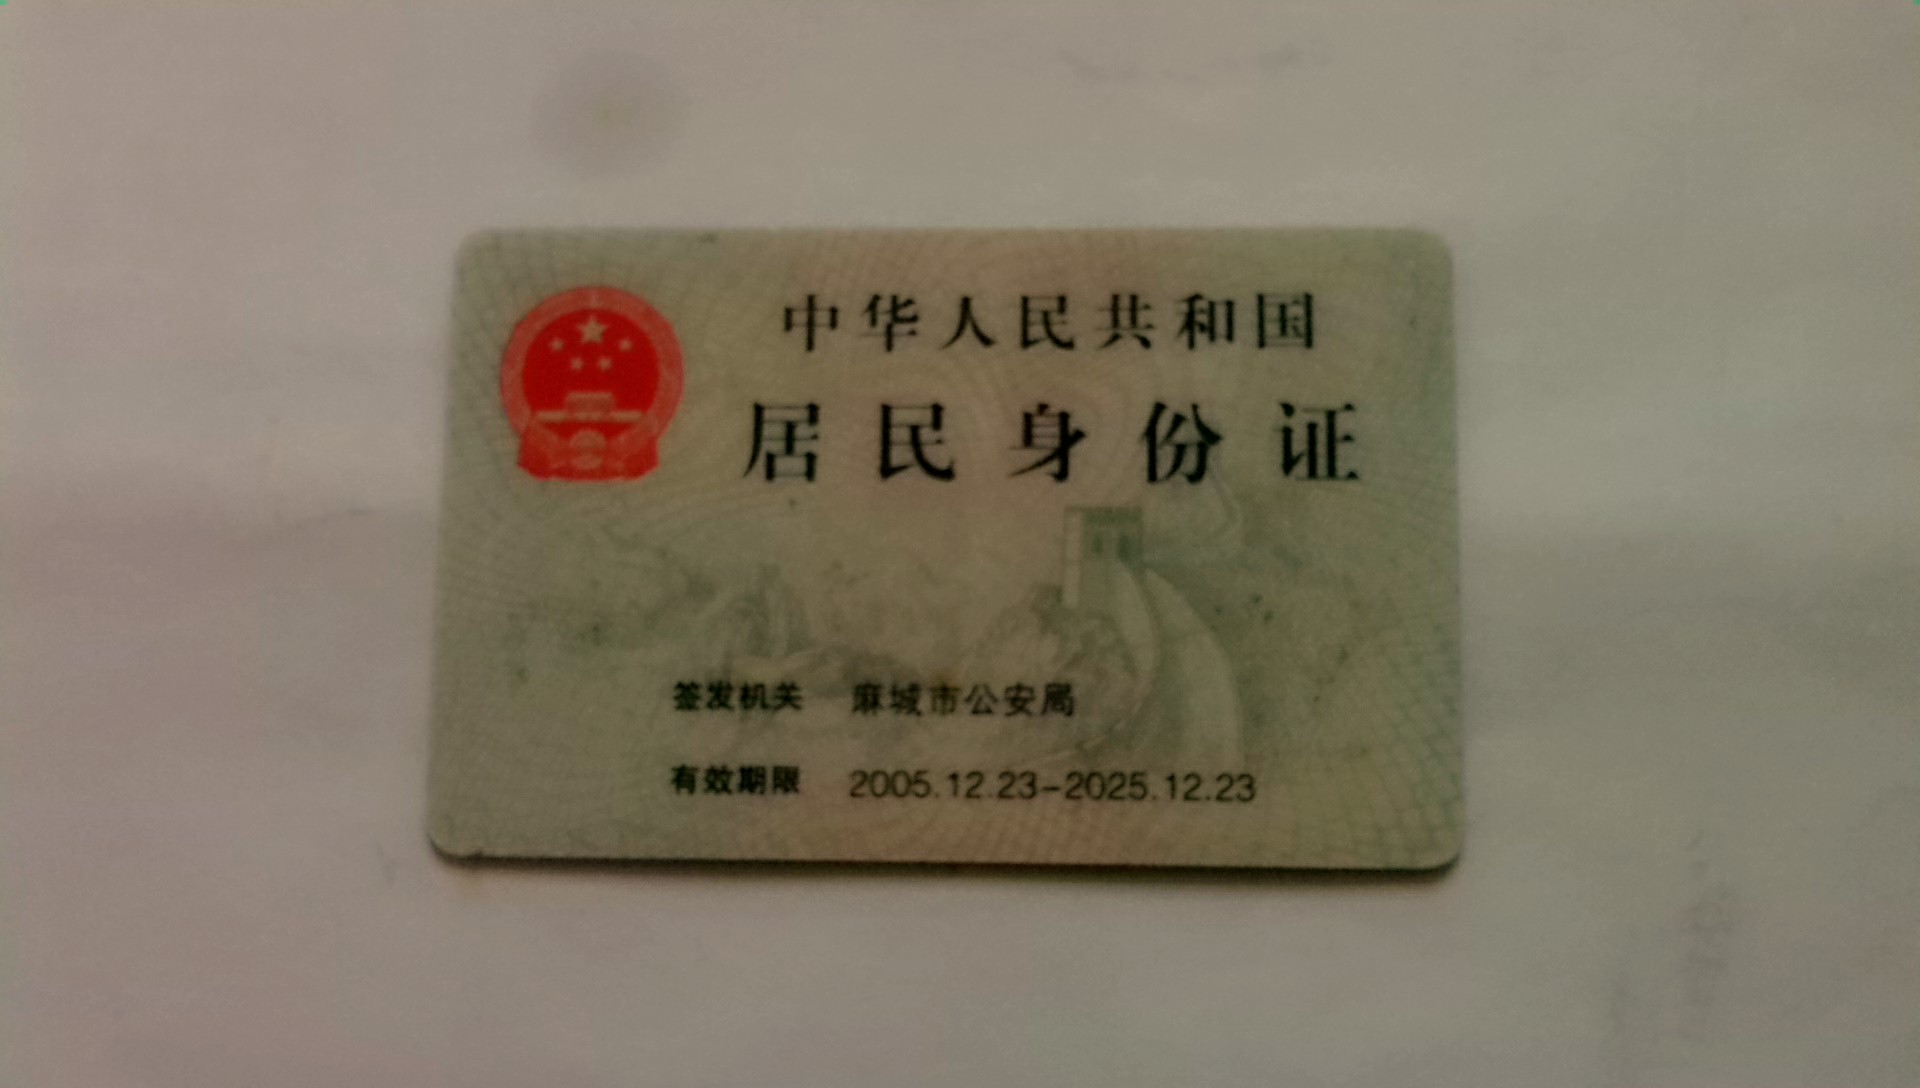 中华人民共和国
居民身份证
签发机关 麻城市公安局
有效期限 2005.12.23-2025.12.23